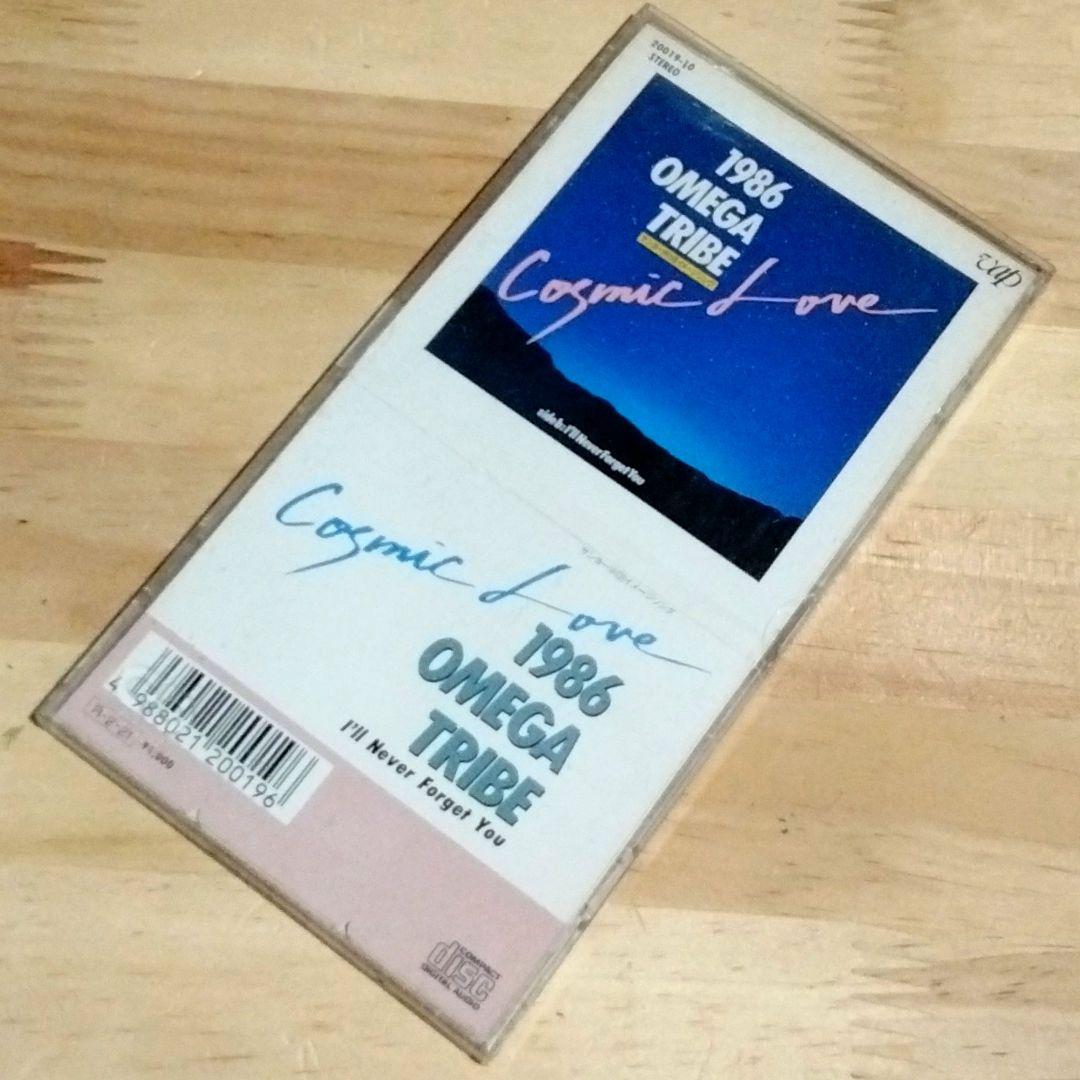 20019-10
STEREO
vap
1986
OMEGA
TRIBE
Cosmic Love
side b: I'll Never Forget You
Cosmic Love
1986
OMEGA
TRIBE
I'll Never Forget You
4 988021 200196
¥1,000
COMPACT
disc
DIGITAL AUDIO